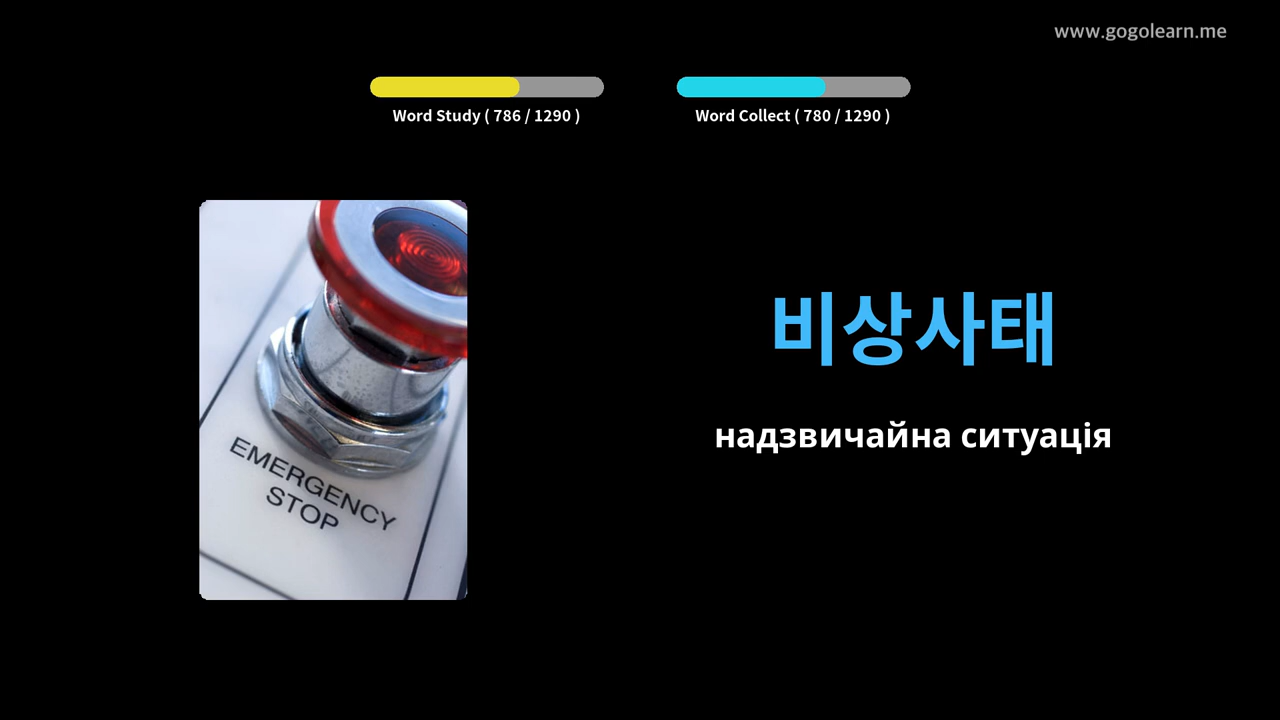 www.gogolearn.me
Word Study ( 786 / 1290 )
Word Collect ( 780 / 1290 )
EMERGENCY
STOP
비상사태
надзвичайна ситуація